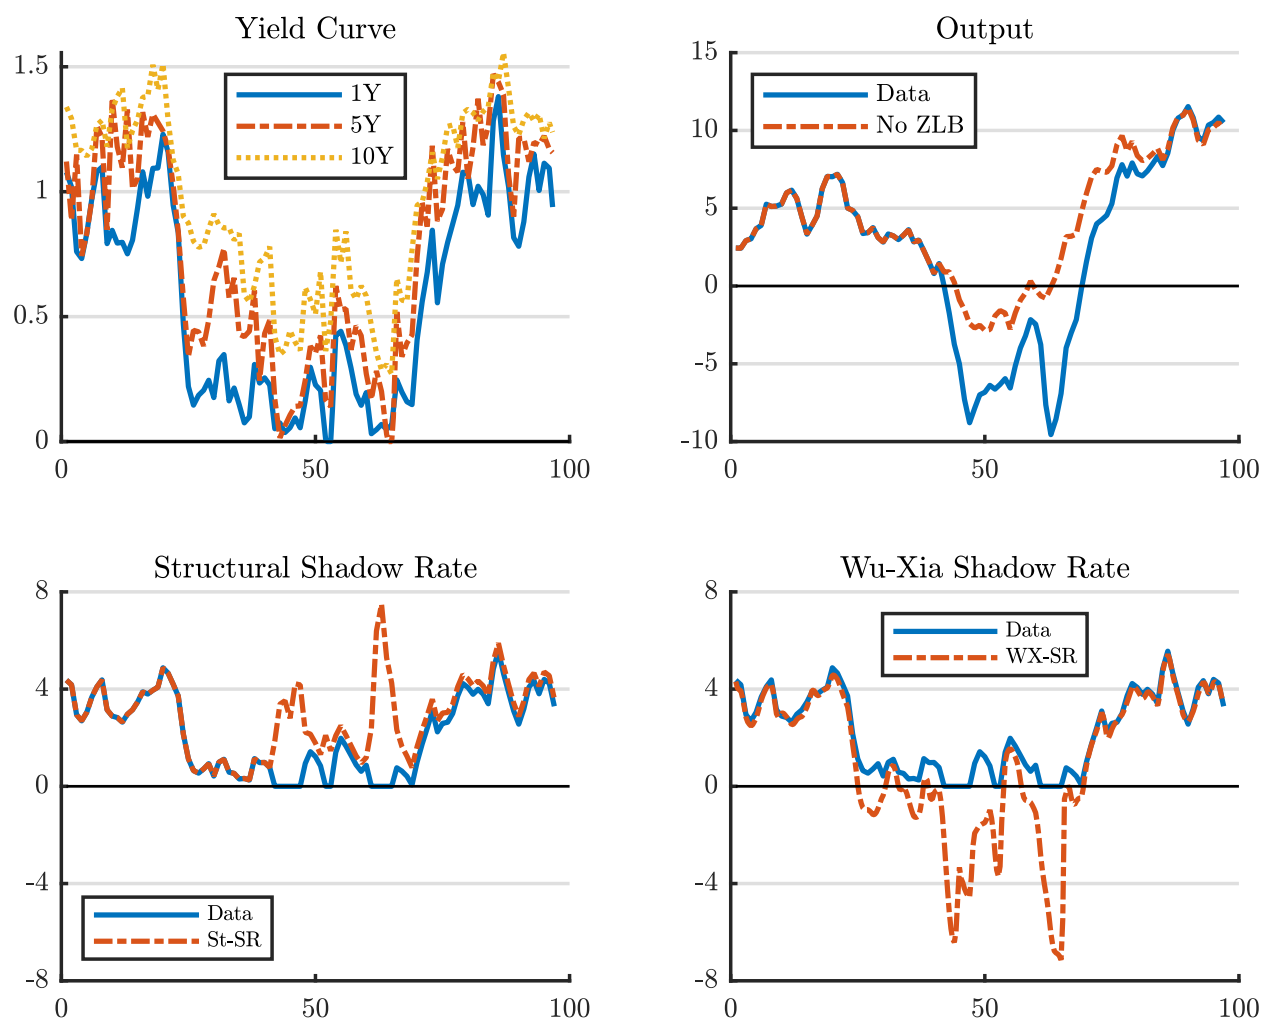 Yield Curve
1.5
1
0.5
0
0
50
100
1Y
5Y
10Y
Output
15
10
5
0
-5
-10
0
50
100
Data
No ZLB
Structural Shadow Rate
8
4
0
-4
-8
0
50
100
Data
St-SR
Wu-Xia Shadow Rate
8
4
0
-4
-8
0
50
100
Data
WX-SR